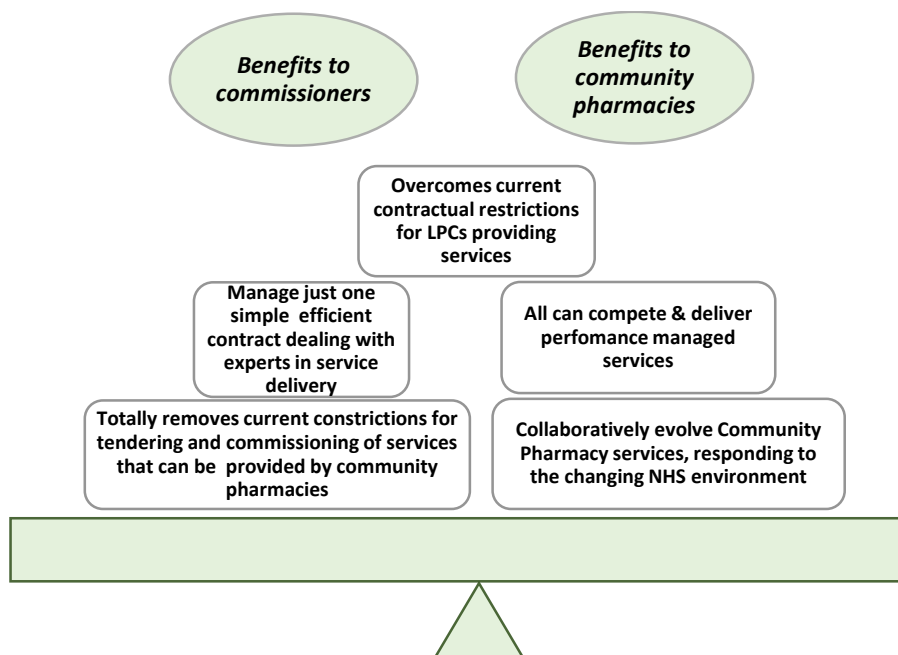 Benefits to
commissioners
Benefits to
community
pharmacies
Overcomes current
contractual restrictions
for LPCs providing
services
Manage just one
simple efficient
contract dealing with
experts in service
delivery
All can compete & deliver
perfomance managed
services
Totally removes current constrictions for
tendering and commissioning of services
that can be provided by community
pharmacies
Collaboratively evolve Community
Pharmacy services, responding to
the changing NHS environment